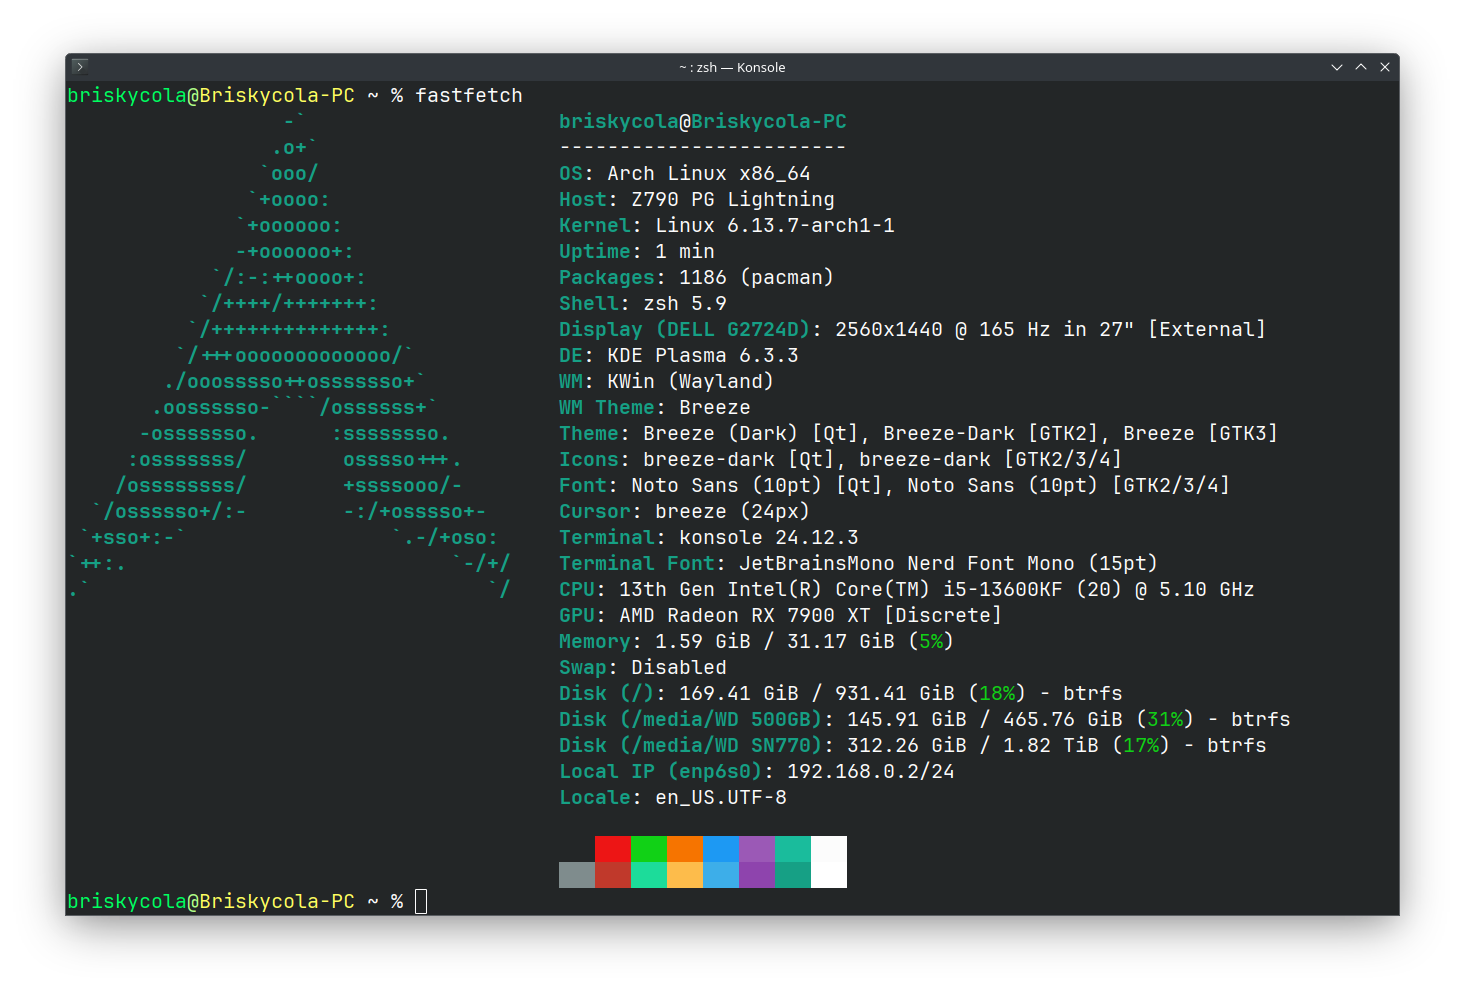 ~ : zsh — Konsole
briskycola@Briskycola-PC ~ % fastfetch
                  -`
                 .o+`
                `ooo/
               `+oooo:
              `+oooooo:
              -+oooooo+:
            `/:-:++oooo+:
           `/++++/+++++++:
          `/++++++++++++++:
         `/+++ooooooooooooo/`
        ./ooosssso++osssssso+`
       .oossssso-````/ossssss+`
      -osssssso.      :ssssssso.
     :osssssss/        osssso+++.
    /ossssssss/        +ssssooo/-
  `/ossssso+/:-        -:/+osssso+-
 `+sso+:-`                 `.-/+oso:
`++:.                           `-/+/
.`                                 `/
briskycola@Briskycola-PC
------------------------
OS: Arch Linux x86_64
Host: Z790 PG Lightning
Kernel: Linux 6.13.7-arch1-1
Uptime: 1 min
Packages: 1186 (pacman)
Shell: zsh 5.9
Display (DELL G2724D): 2560x1440 @ 165 Hz in 27" [External]
DE: KDE Plasma 6.3.3
WM: KWin (Wayland)
WM Theme: Breeze
Theme: Breeze (Dark) [Qt], Breeze-Dark [GTK2], Breeze [GTK3]
Icons: breeze-dark [Qt], breeze-dark [GTK2/3/4]
Font: Noto Sans (10pt) [Qt], Noto Sans (10pt) [GTK2/3/4]
Cursor: breeze (24px)
Terminal: konsole 24.12.3
Terminal Font: JetBrainsMono Nerd Font Mono (15pt)
CPU: 13th Gen Intel(R) Core(TM) i5-13600KF (20) @ 5.10 GHz
GPU: AMD Radeon RX 7900 XT [Discrete]
Memory: 1.59 GiB / 31.17 GiB (5%)
Swap: Disabled
Disk (/): 169.41 GiB / 931.41 GiB (18%) - btrfs
Disk (/media/WD 500GB): 145.91 GiB / 465.76 GiB (31%) - btrfs
Disk (/media/WD SN770): 312.26 GiB / 1.82 TiB (17%) - btrfs
Local IP (enp6s0): 192.168.0.2/24
Locale: en_US.UTF-8
briskycola@Briskycola-PC ~ %